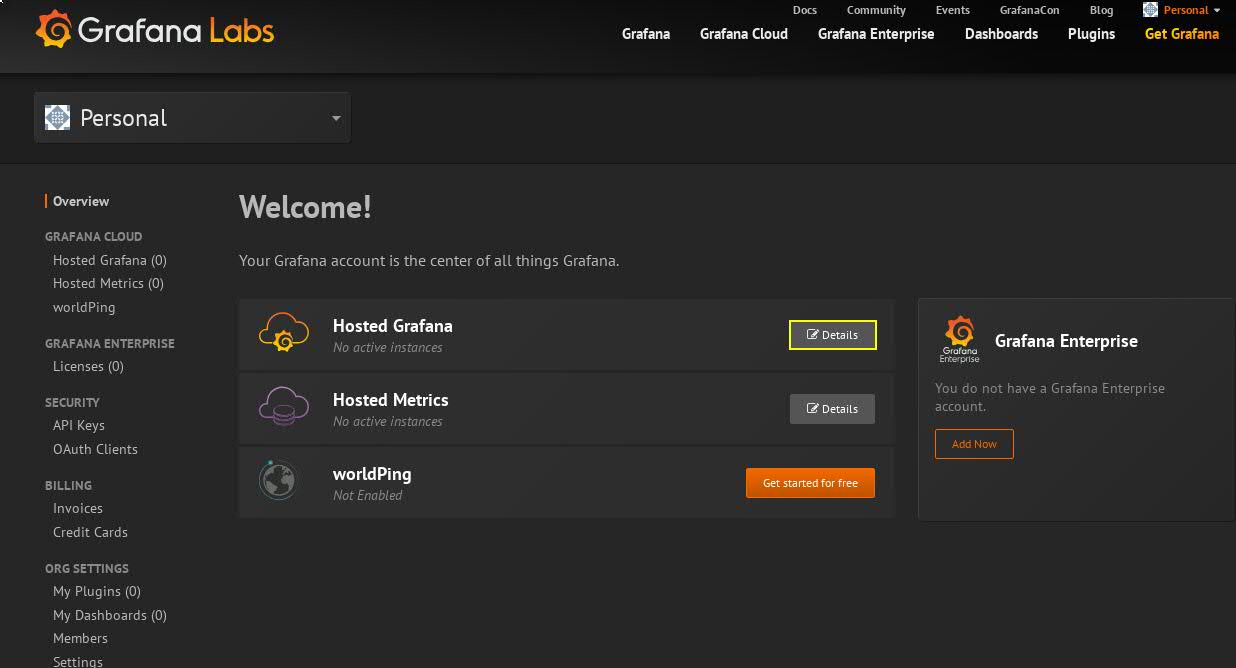 Grafana Labs
Docs Community Events GrafanaCon Blog Personal
Grafana Grafana Cloud Grafana Enterprise Dashboards Plugins Get Grafana
Personal
Overview
GRAFANA CLOUD
Hosted Grafana (0)
Hosted Metrics (0)
worldPing
GRAFANA ENTERPRISE
Licenses (0)
SECURITY
API Keys
OAuth Clients
BILLING
Invoices
Credit Cards
ORG SETTINGS
My Plugins (0)
My Dashboards (0)
Members
Settings
Welcome!
Your Grafana account is the center of all things Grafana.
Hosted Grafana
No active instances
Details
Hosted Metrics
No active instances
Details
worldPing
Not Enabled
Get started for free
Grafana
Enterprise
Grafana Enterprise
You do not have a Grafana Enterprise
account.
Add Now